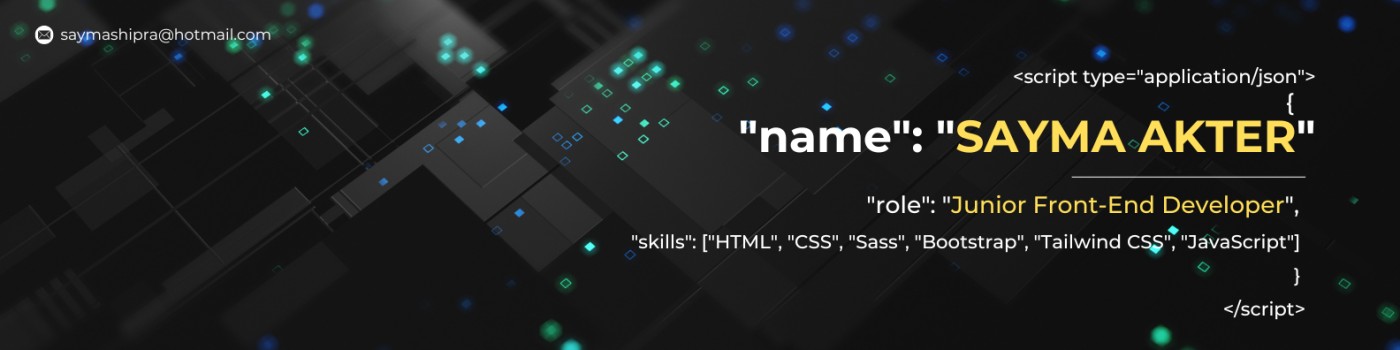 saymashipra@hotmail.com
<script type="application/json">
{
"name": "SAYMA AKTER"
"role": "Junior Front-End Developer",
"skills": ["HTML", "CSS", "Sass", "Bootstrap", "Tailwind CSS", "JavaScript"]
}
</script>